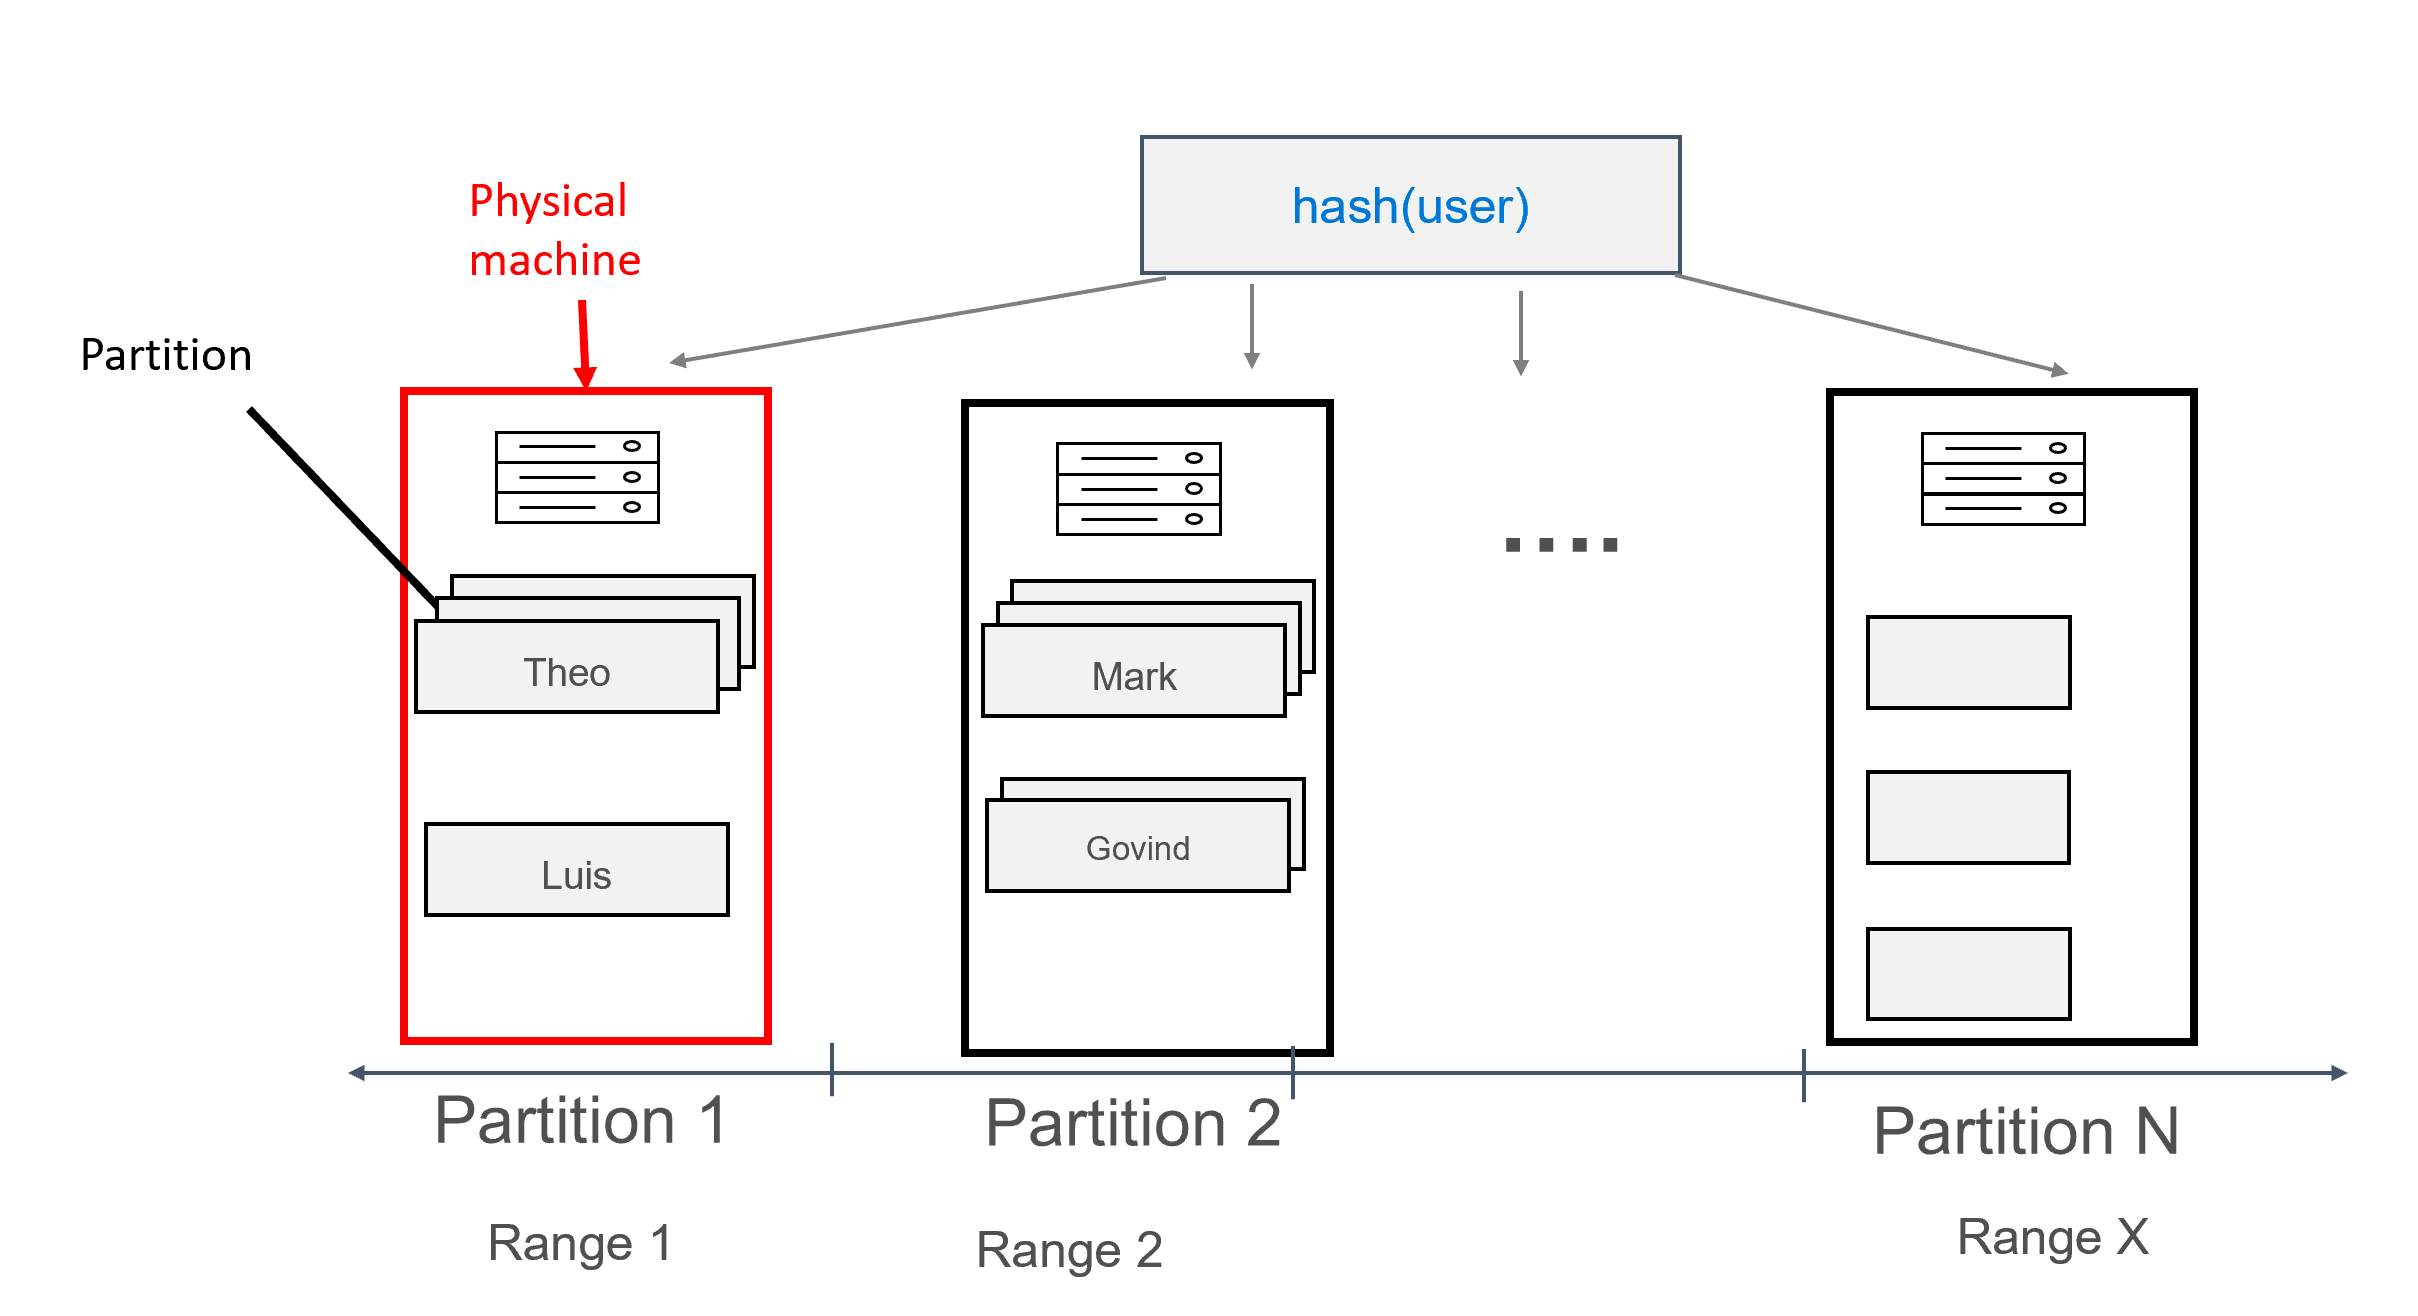 hash(user)
Physical
machine
Partition
Theo
Mark
Luis
Govind
Partition 1
Partition 2
Partition N
Range 1
Range 2
Range X